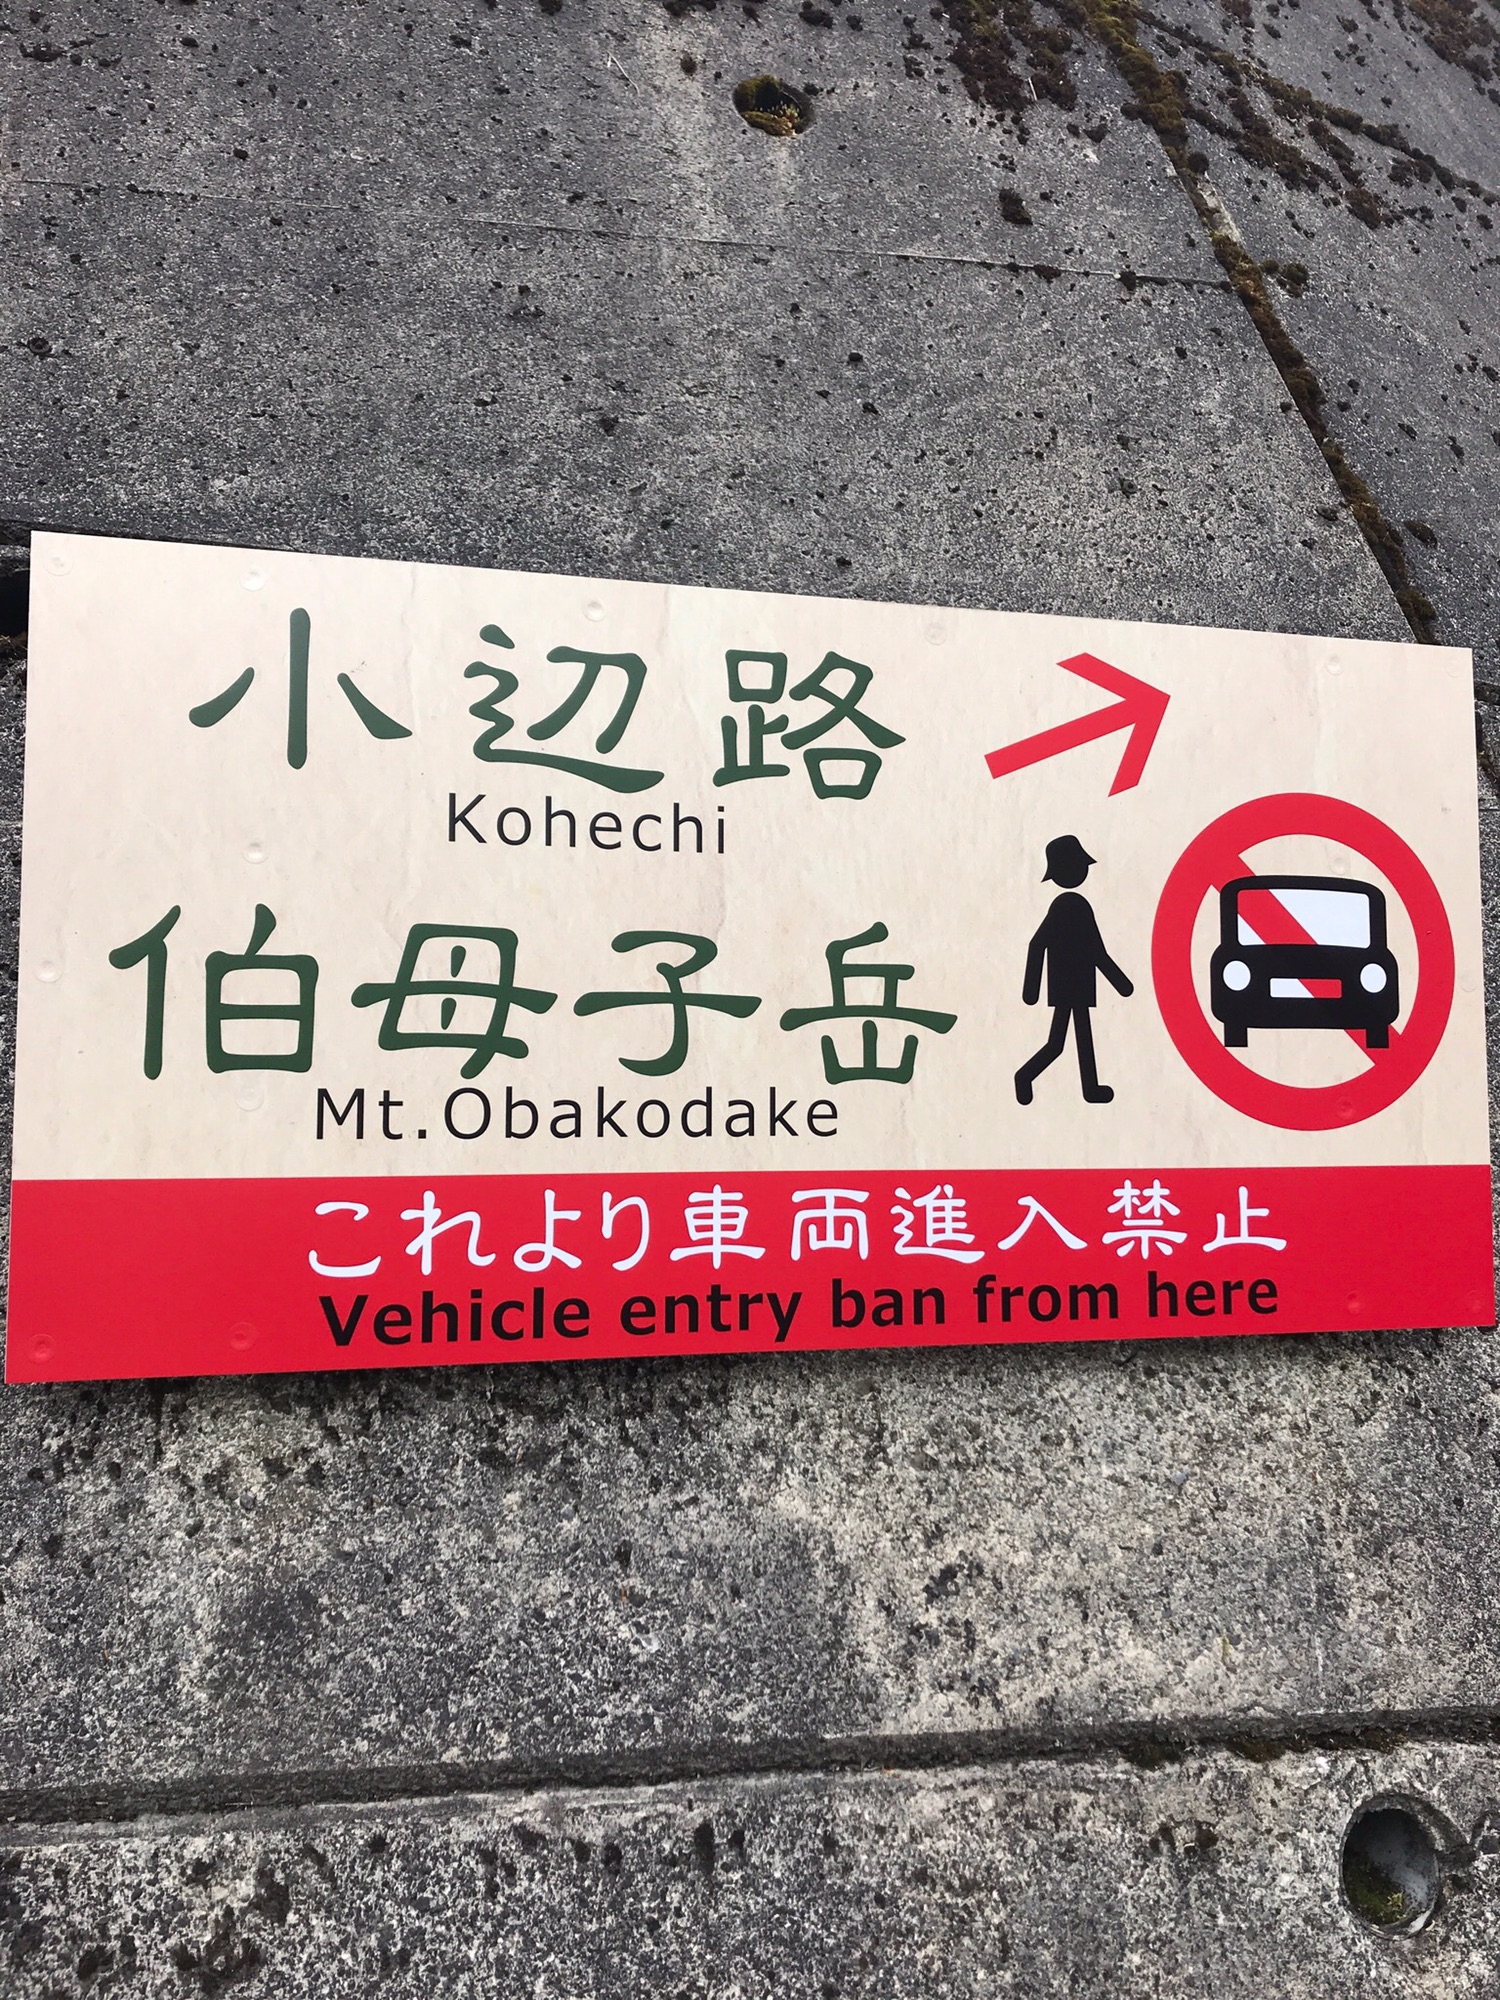 小辺路
Kohechi
伯母子岳
Mt.Obakodake
これより車両進入禁止
Vehicle entry ban from here